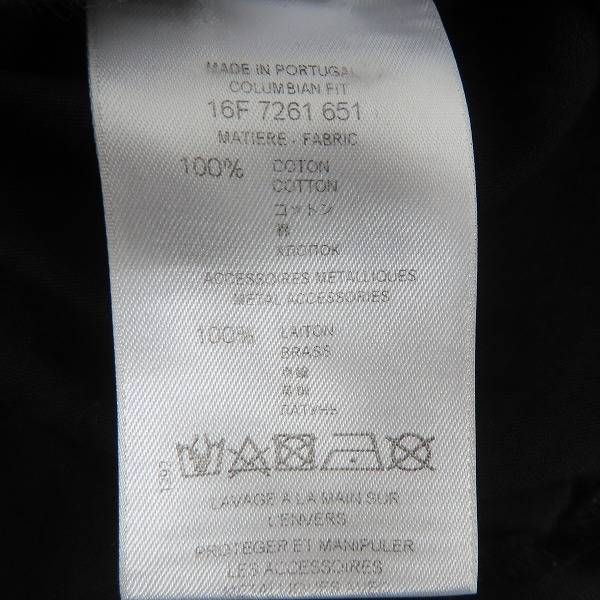 MADE IN PORTUGAL
COLUMBIAN FIT
16F 7261 651
MATIERE - FABRIC
100% COTON
COTTON
コットン
棉
ХЛОПОК
ACCESSOIRES METALLIQUES
METAL ACCESSORIES
100% LAITON
BRASS
ЛАТУНЬ
LAVAGE A LA MAIN SUR
L'ENVERS
PROTEGER ET MANIPULER
LES ACCESSOIRES